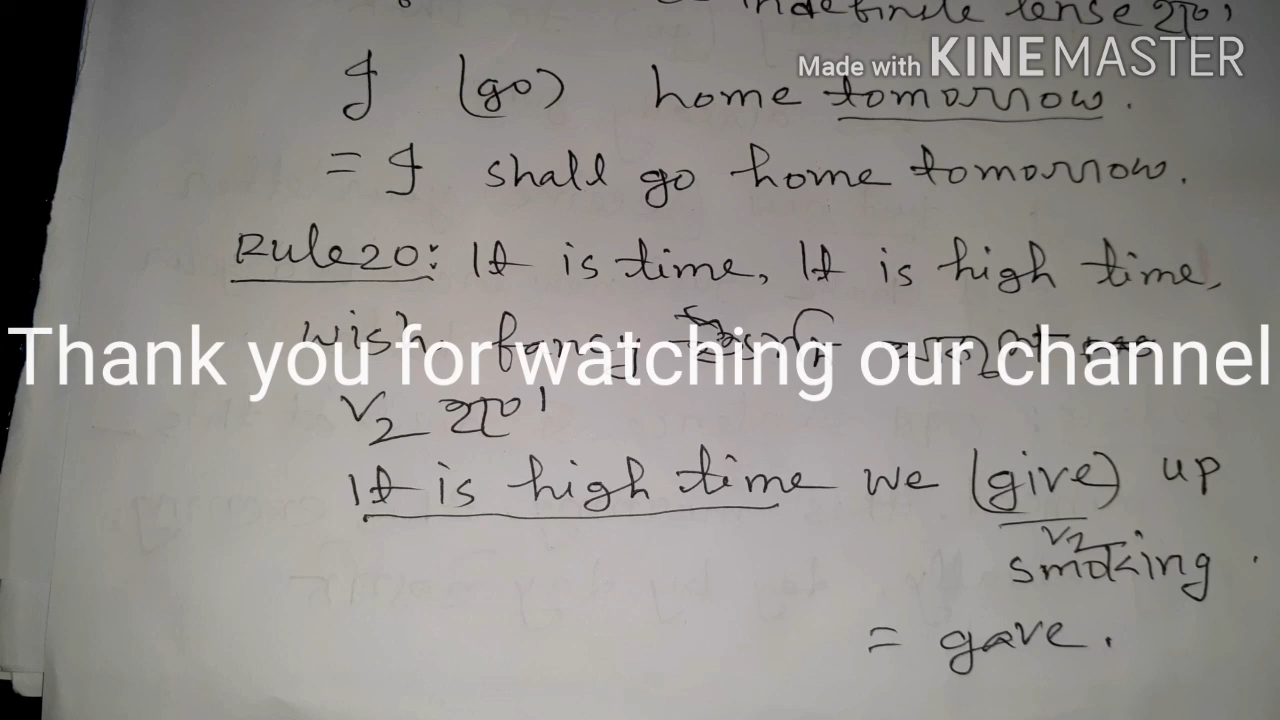 indefinite tense হয়।
Made with KINEMASTER
I (go) home tomorrow.
= I shall go home tomorrow.
Rule 20: It is time, It is high time,
wish, fancy
Thank you for watching our channel
V2 হয়।
It is high time we (give) up
V2
smoking.
= gave.